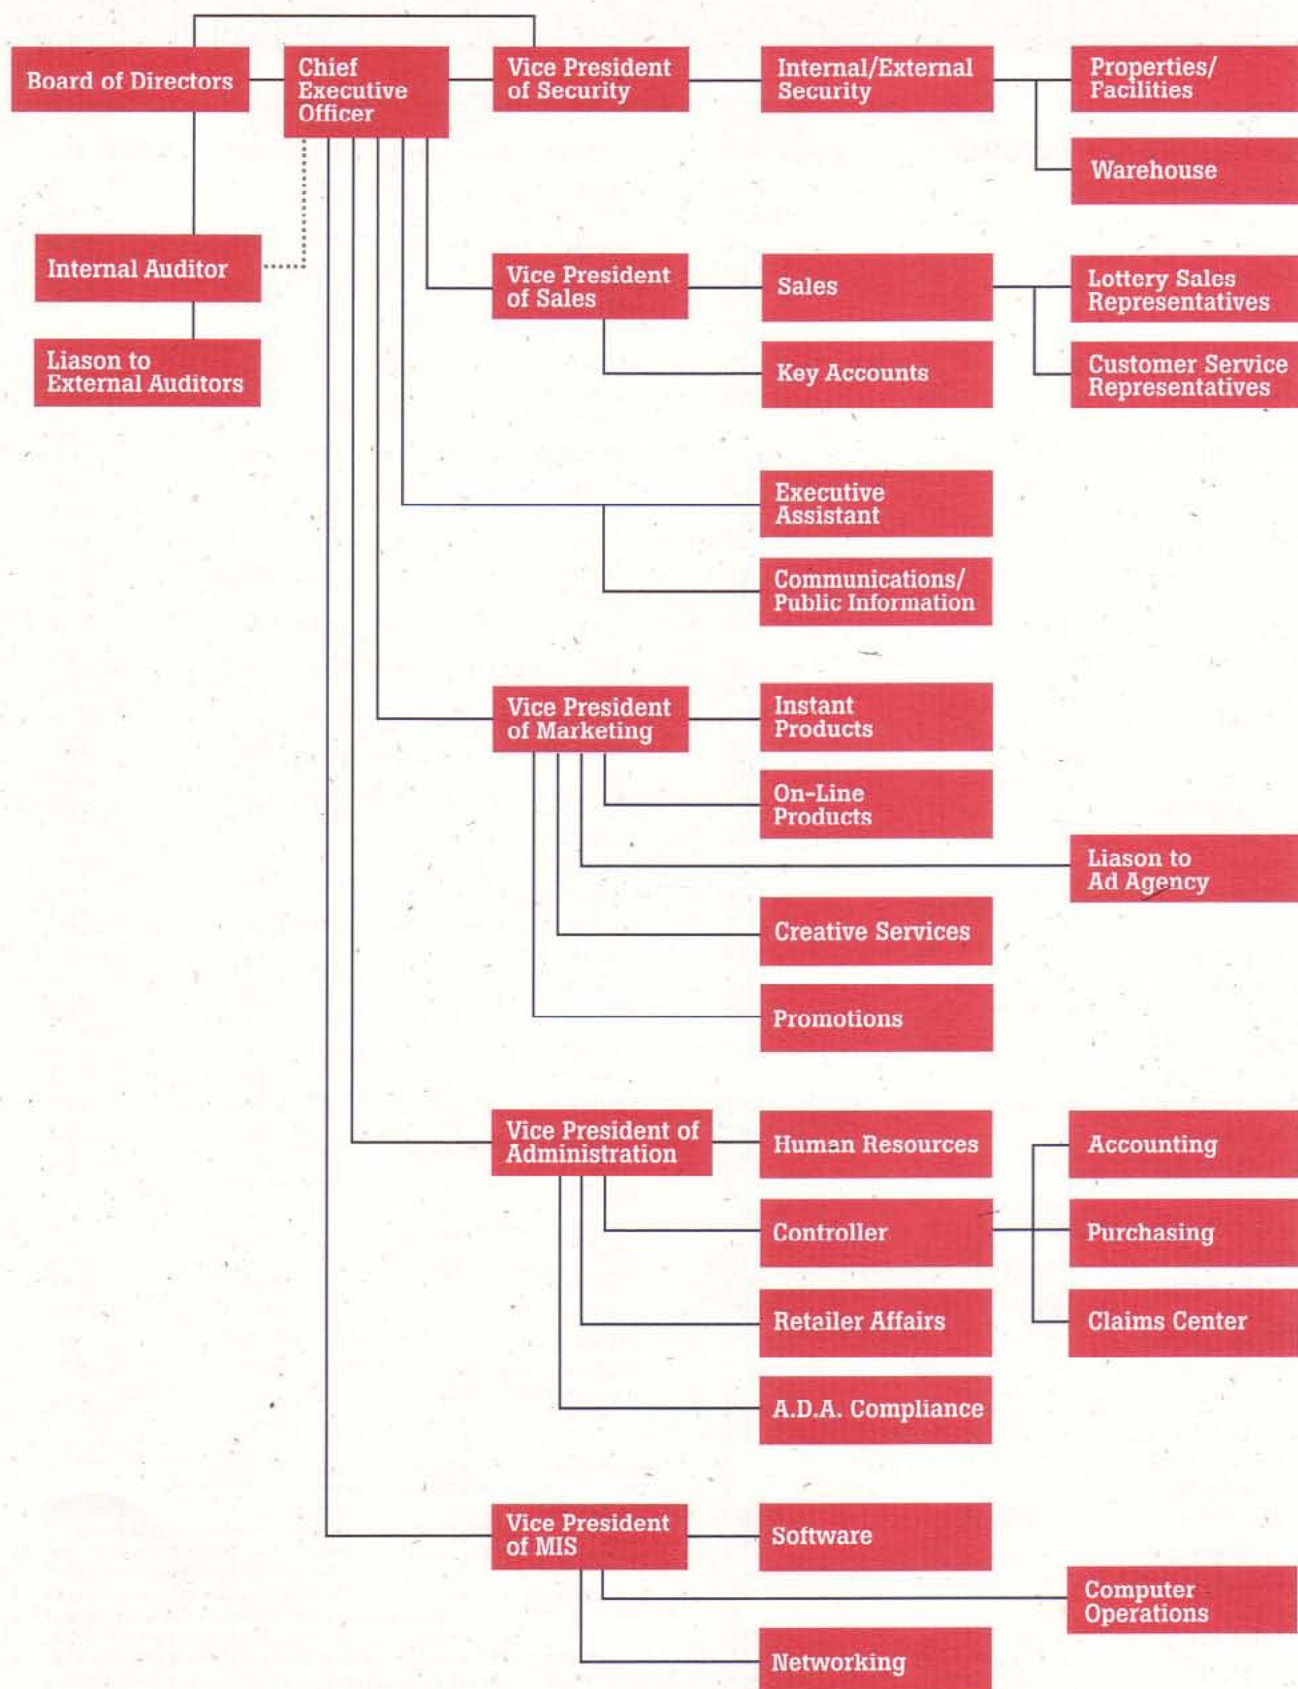 Board of Directors
Chief
Executive
Officer
Vice President
of Security
Internal/External
Security
Properties/
Facilities
Warehouse
Internal Auditor
Liason to
External Auditors
Vice President
of Sales
Sales
Lottery Sales
Representatives
Key Accounts
Customer Service
Representatives
Executive
Assistant
Communications/
Public Information
Vice President
of Marketing
Instant
Products
On-Line
Products
Liason to
Ad Agency
Creative Services
Promotions
Vice President of
Administration
Human Resources
Accounting
Controller
Purchasing
Retailer Affairs
Claims Center
A.D.A. Compliance
Vice President
of MIS
Software
Computer
Operations
Networking